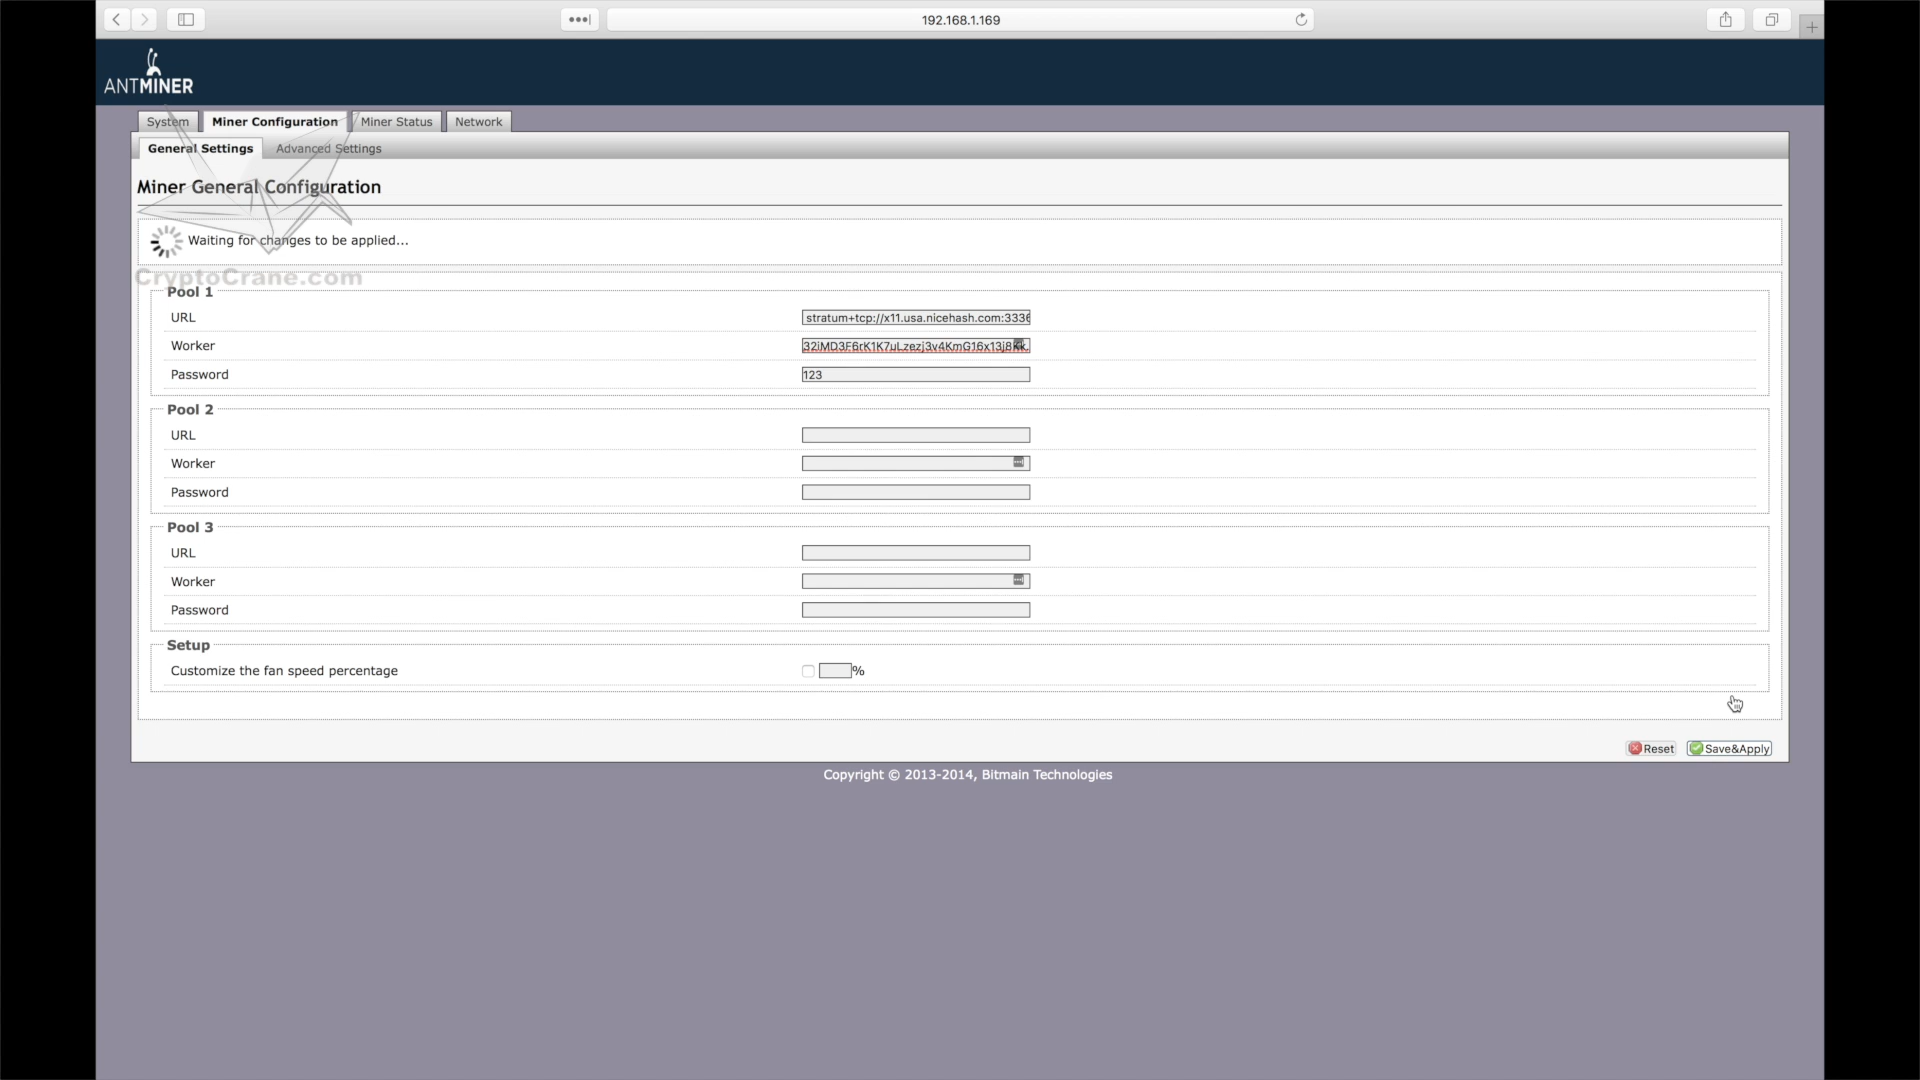 192.168.1.169
ANTMINER
System
Miner Configuration
Miner Status
Network
General Settings
Advanced Settings
Miner General Configuration
Waiting for changes to be applied...
CryptoCrane.com
Pool 1
URL
stratum+tcp://x11.usa.nicehash.com:3336
Worker
Password
123
Pool 2
URL
Worker
Password
Pool 3
URL
Worker
Password
Setup
Customize the fan speed percentage
%
Reset
Save&Apply
Copyright © 2013-2014, Bitmain Technologies